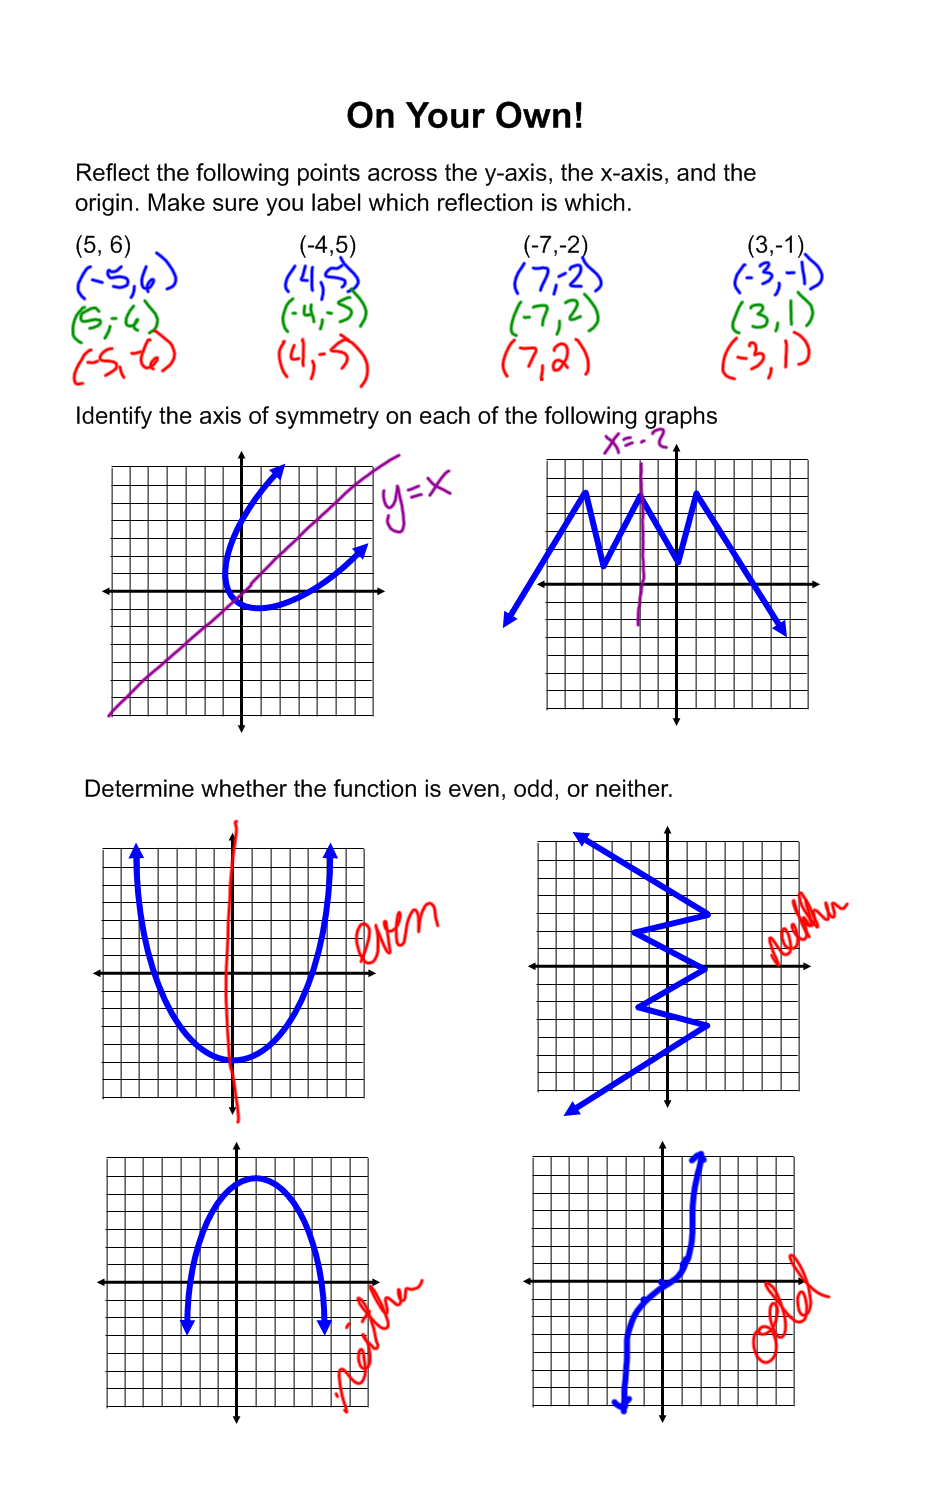 On Your Own!
Reflect the following points across the y-axis, the x-axis, and the
origin. Make sure you label which reflection is which.
(5, 6) (-4,5) (-7,-2) (3,-1)
(-5,6) (4,5) (7,-2) (-3,-1)
(5,-6) (-4,-5) (-7,2) (3,1)
(-5,-6) (4,-5) (7,2) (-3,1)
Identify the axis of symmetry on each of the following graphs
x=-2
y=x
Determine whether the function is even, odd, or neither.
even
neither
neither
odd